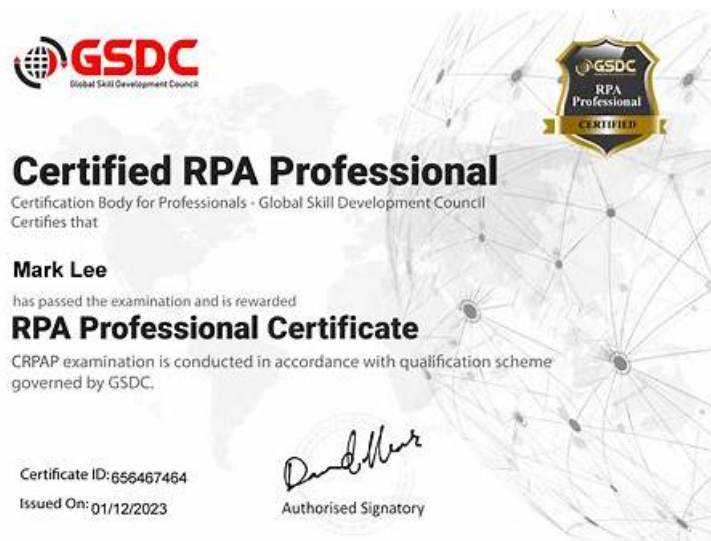 GSDC
Global Skill Development Council
GSDC
RPA
Professional
CERTIFIED
Certified RPA Professional
Certification Body for Professionals - Global Skill Development Council
Certifies that
Mark Lee
has passed the examination and is rewarded
RPA Professional Certificate
CRPAP examination is conducted in accordance with qualification scheme
governed by GSDC.
Certificate ID: 656467464
Issued On: 01/12/2023
Authorised Signatory